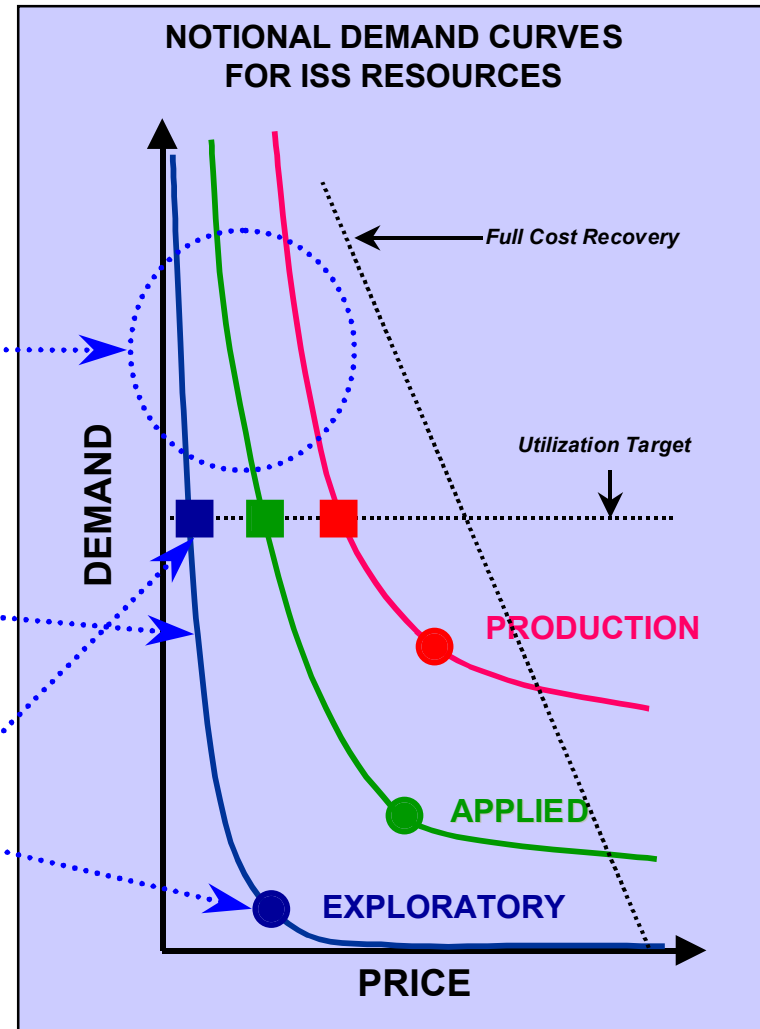 NOTIONAL DEMAND CURVES
FOR ISS RESOURCES
Full Cost Recovery
Utilization Target
DEMAND
PRODUCTION
APPLIED
EXPLORATORY
PRICE